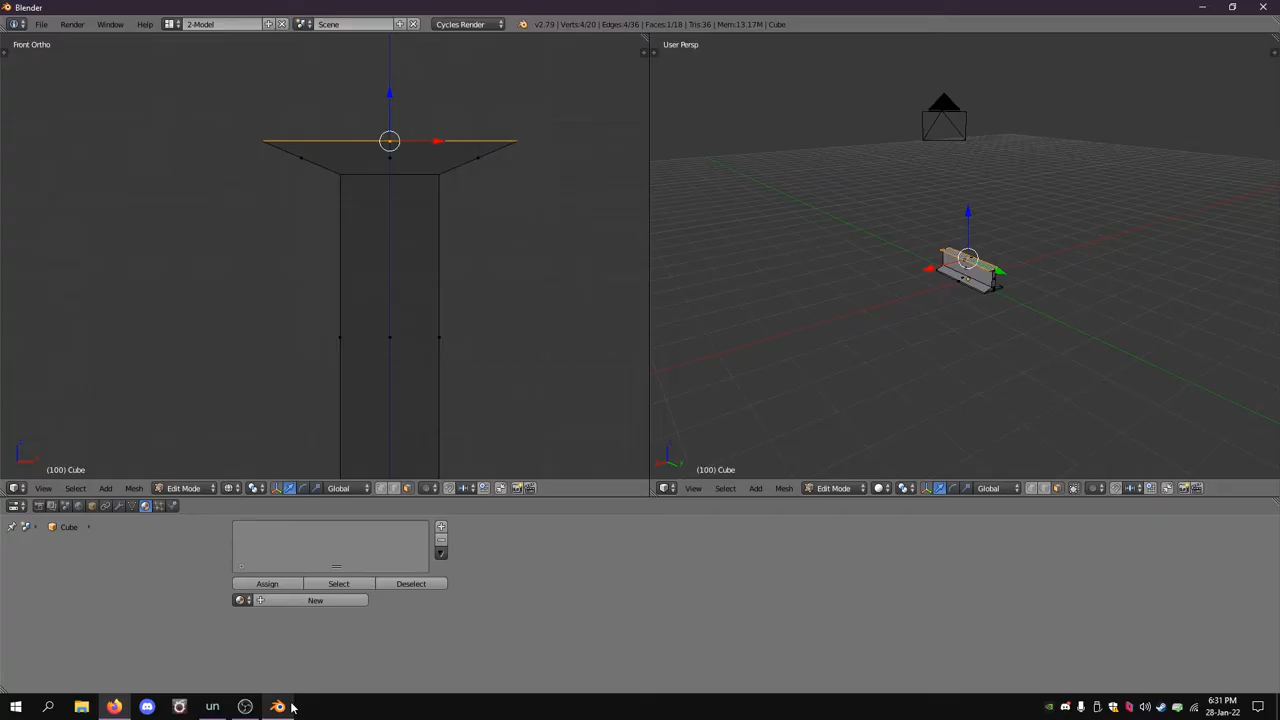 Blender
File Render Window Help 2-Model Scene Cycles Render v2.79 | Verts:4/20 | Edges:4/36 | Faces:1/18 | Tris:36 | Mem:13.17M | Cube
Front Ortho
User Persp
(100) Cube
(100) Cube
View Select Add Mesh Edit Mode Global
View Select Add Mesh Edit Mode Global
Cube
Assign Select Deselect
New
un
6:31 PM
28-Jan-22